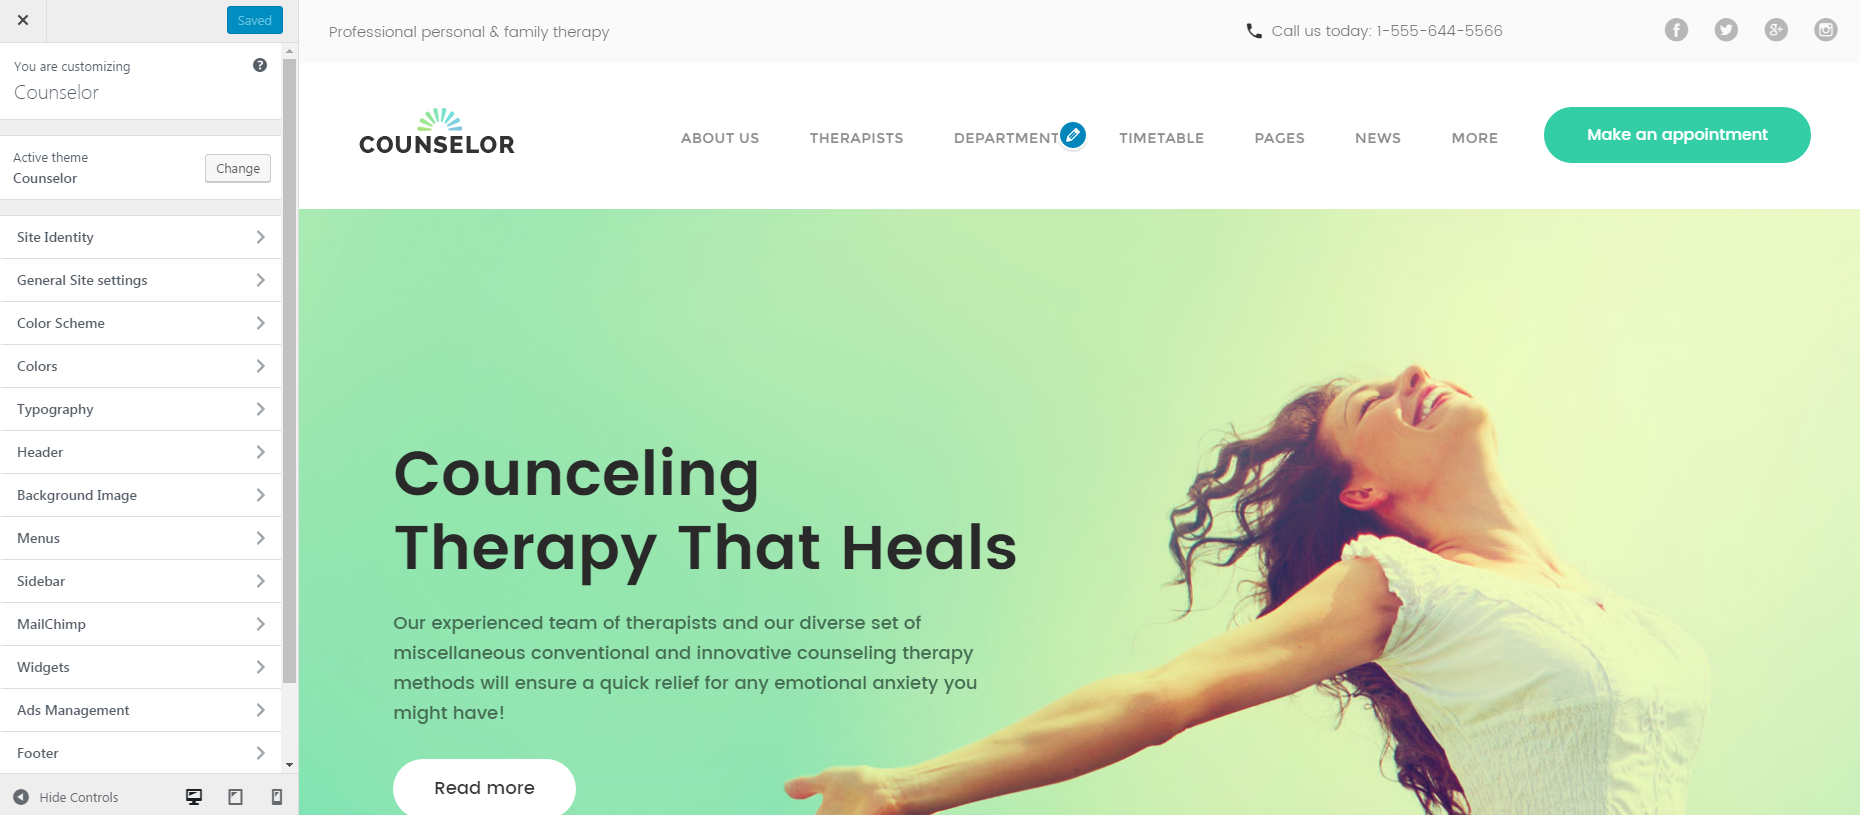 Saved
You are customizing
Counselor
Active theme
Counselor
Change
Site Identity
General Site settings
Color Scheme
Colors
Typography
Header
Background Image
Menus
Sidebar
MailChimp
Widgets
Ads Management
Footer
Hide Controls
Professional personal & family therapy
Call us today: 1-555-644-5566
COUNSELOR
ABOUT US THERAPISTS DEPARTMENT TIMETABLE PAGES NEWS MORE
Make an appointment
Counceling
Therapy That Heals
Our experienced team of therapists and our diverse set of
miscellaneous conventional and innovative counseling therapy
methods will ensure a quick relief for any emotional anxiety you
might have!
Read more